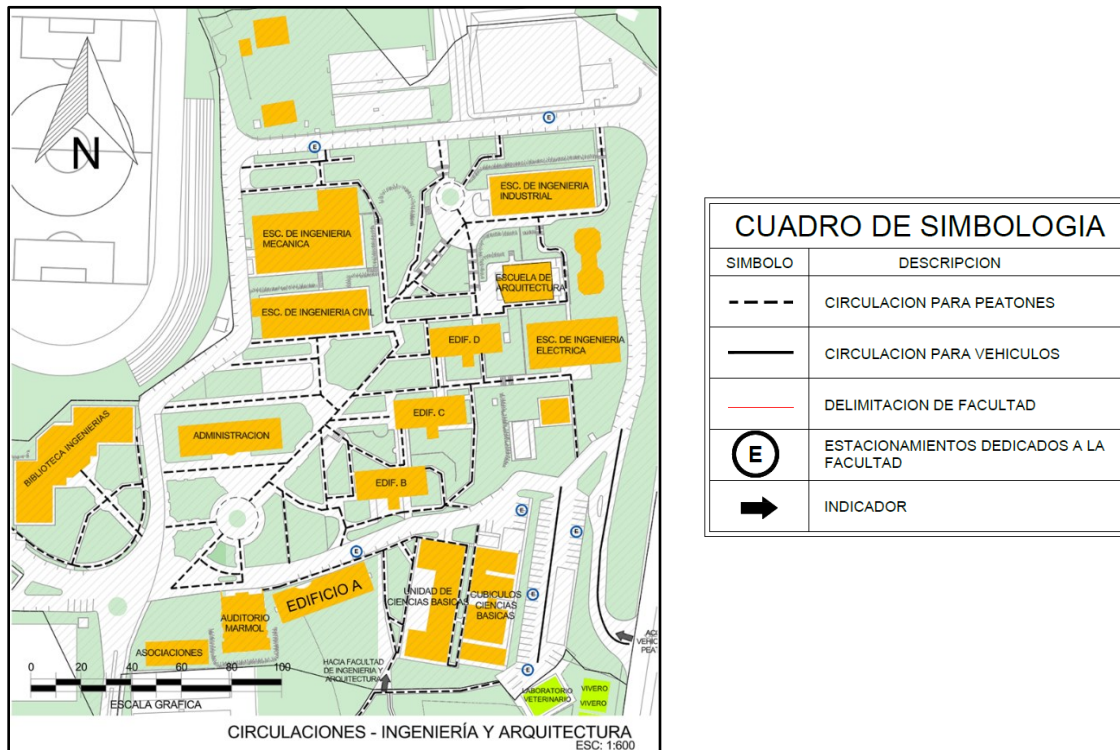 N
E
E
ESC. DE INGENIERIA
INDUSTRIAL
ESC. DE INGENIERIA
MECANICA
ESCUELA DE
ARQUITECTURA
ESC. DE INGENIERIA CIVIL
EDIF. D
ESC. DE INGENIERIA
ELECTRICA
EDIF. C
ADMINISTRACION
BIBLIOTECA INGENIERIAS
EDIF. B
E
E
E
EDIFICIO A
UNIDAD DE
CIENCIAS BASICAS
CUBICULOS
CIENCIAS
BASICAS
E
AUDITORIO
MARMOL
ASOCIACIONES
HACIA FACULTAD
DE INGENIERIA Y
ARQUITECTURA
E
LABORATORIO
VETERINARIO
VIVERO
VIVERO
0 20 40 60 80 100
ESCALA GRAFICA
CIRCULACIONES - INGENIERÍA Y ARQUITECTURA
ESC: 1:600
CUADRO DE SIMBOLOGIA
SIMBOLO DESCRIPCION
CIRCULACION PARA PEATONES
CIRCULACION PARA VEHICULOS
DELIMITACION DE FACULTAD
E ESTACIONAMIENTOS DEDICADOS A LA
FACULTAD
INDICADOR